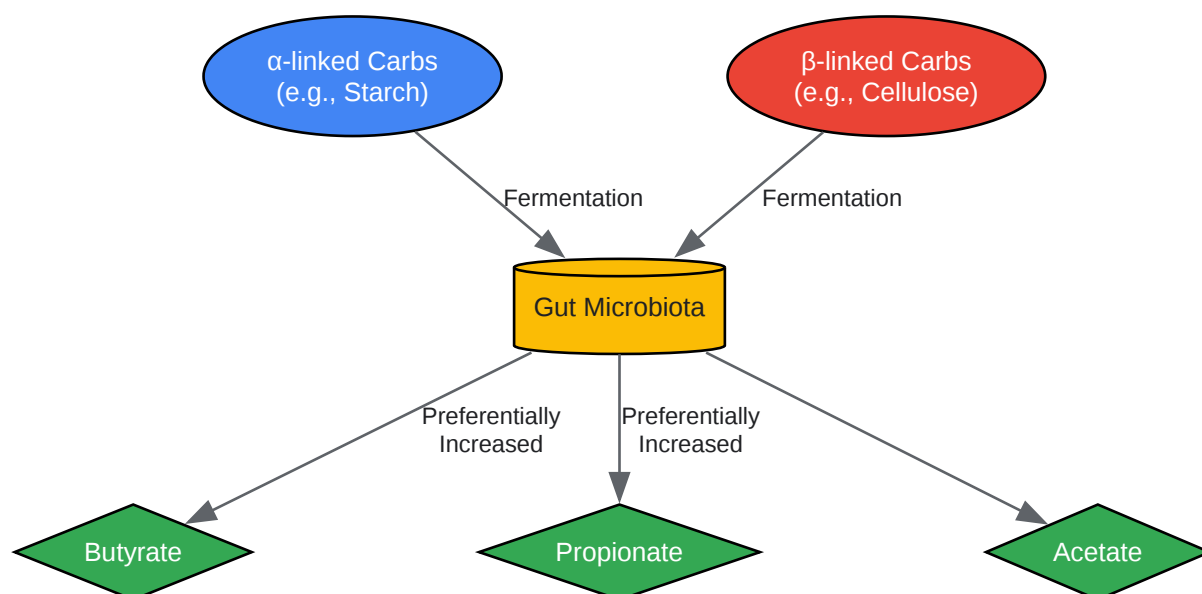 α-linked Carbs
(e.g., Starch)
β-linked Carbs
(e.g., Cellulose)
Fermentation
Fermentation
Gut Microbiota
Preferentially
Increased
Preferentially
Increased
Butyrate
Propionate
Acetate